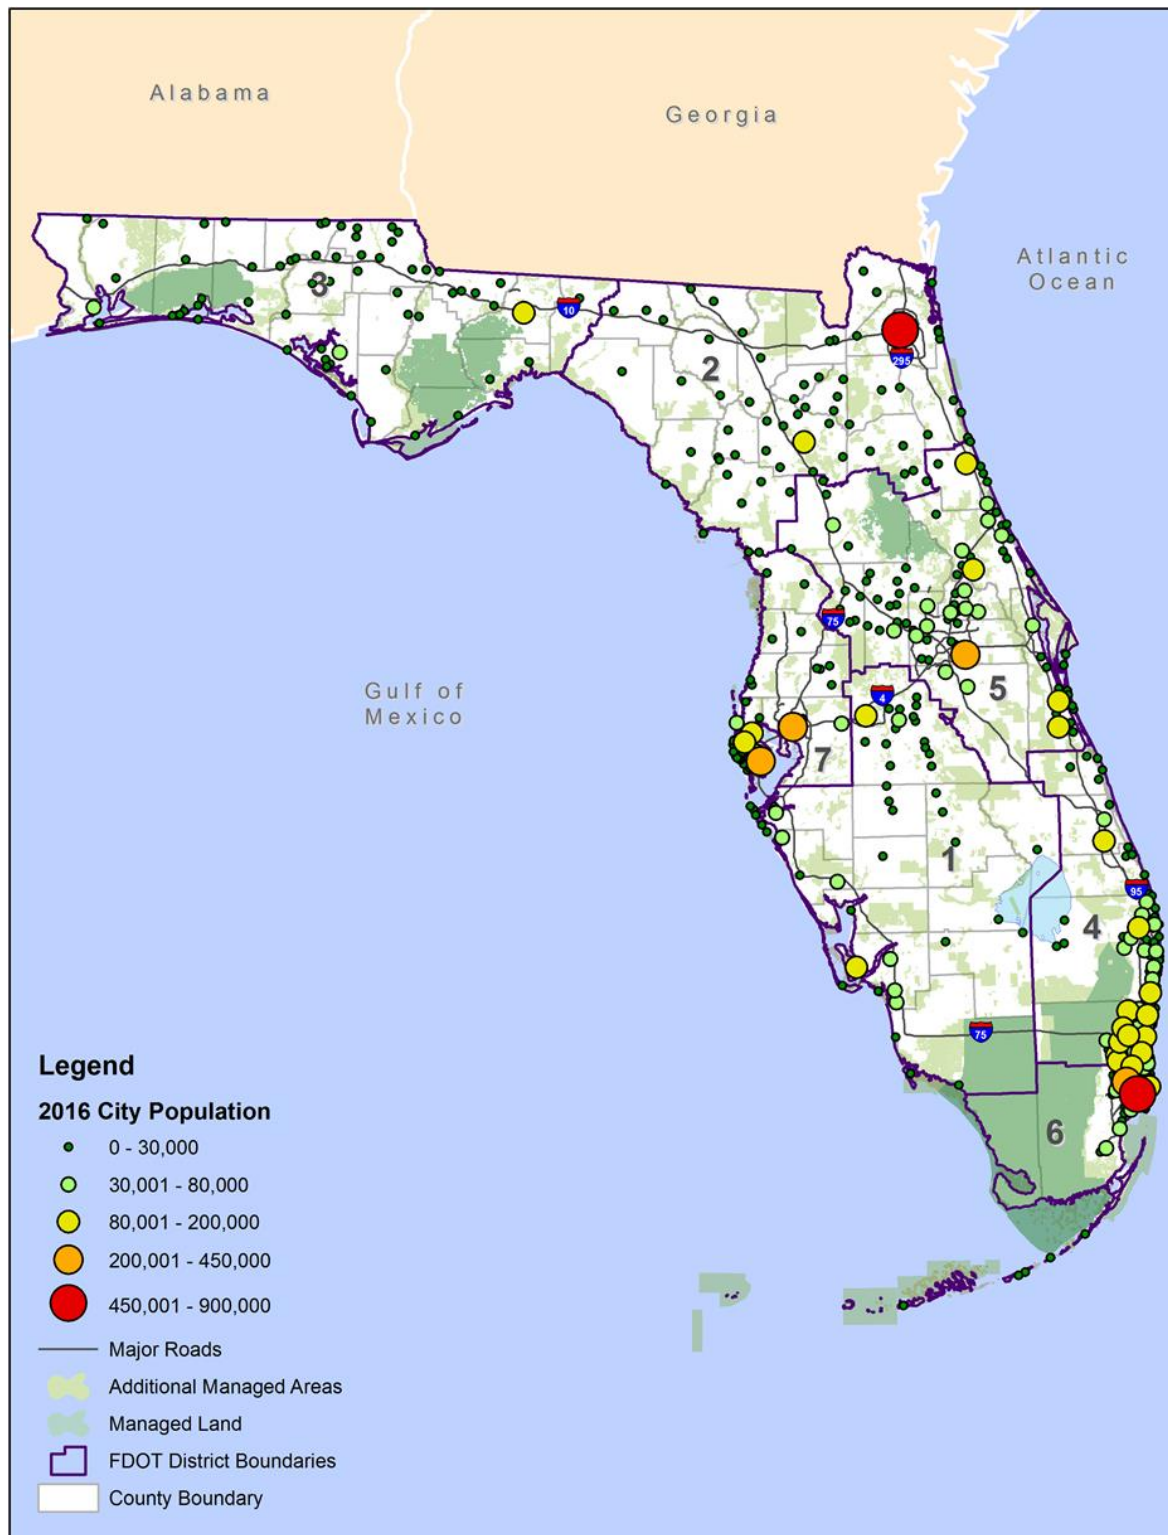 Alabama
Georgia
Atlantic
Ocean
3
10
295
2
75
Gulf of
Mexico
4
5
7
1
95
4
75
6
Legend
2016 City Population
0 - 30,000
30,001 - 80,000
80,001 - 200,000
200,001 - 450,000
450,001 - 900,000
Major Roads
Additional Managed Areas
Managed Land
FDOT District Boundaries
County Boundary